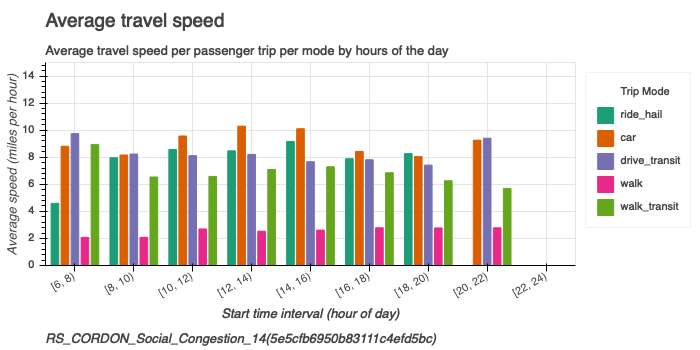 Average travel speed
Average travel speed per passenger trip per mode by hours of the day
Average speed (miles per hour)
14
12
10
8
6
4
2
0
[6, 8)
[8, 10)
[10, 12)
[12, 14)
[14, 16)
[16, 18)
[18, 20)
[20, 22)
[22, 24)
Start time interval (hour of day)
Trip Mode
ride_hail
car
drive_transit
walk
walk_transit
RS_CORDON_Social_Congestion_14(5e5cfb6950b83111c4efd5bc)